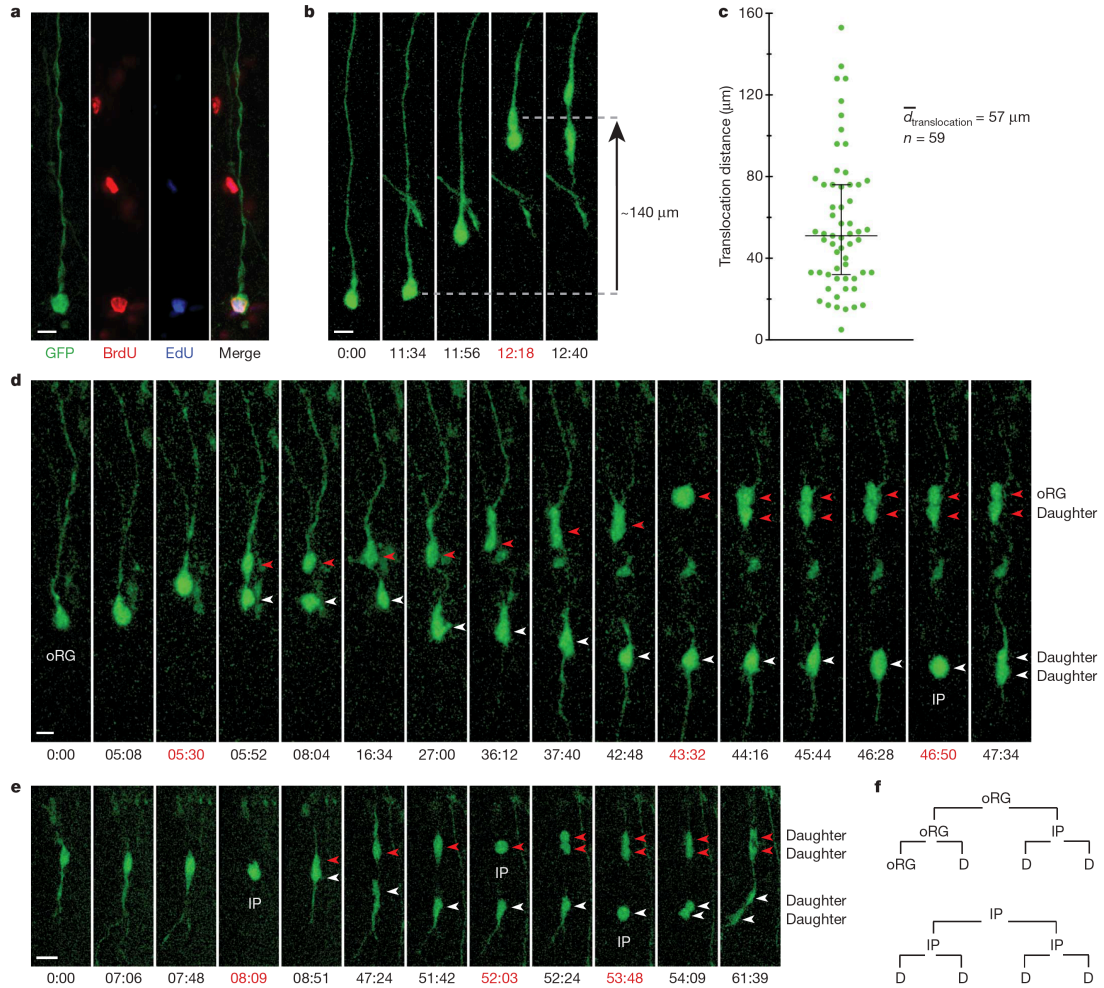 a
GFP BrdU EdU Merge
b
~140 μm
0:00 11:34 11:56 12:18 12:40
c
Translocation distance (μm)
160
120
80
40
0
d translocation = 57 μm
n = 59
d
oRG
oRG
Daughter
Daughter
Daughter
IP
0:00 05:08 05:30 05:52 08:04 16:34 27:00 36:12 37:40 42:48 43:32 44:16 45:44 46:28 46:50 47:34
e
Daughter
Daughter
IP
Daughter
Daughter
IP
IP
0:00 07:06 07:48 08:09 08:51 47:24 51:42 52:03 52:24 53:48 54:09 61:39
f
oRG
oRG IP
oRG D D D
IP
IP IP
D D D D